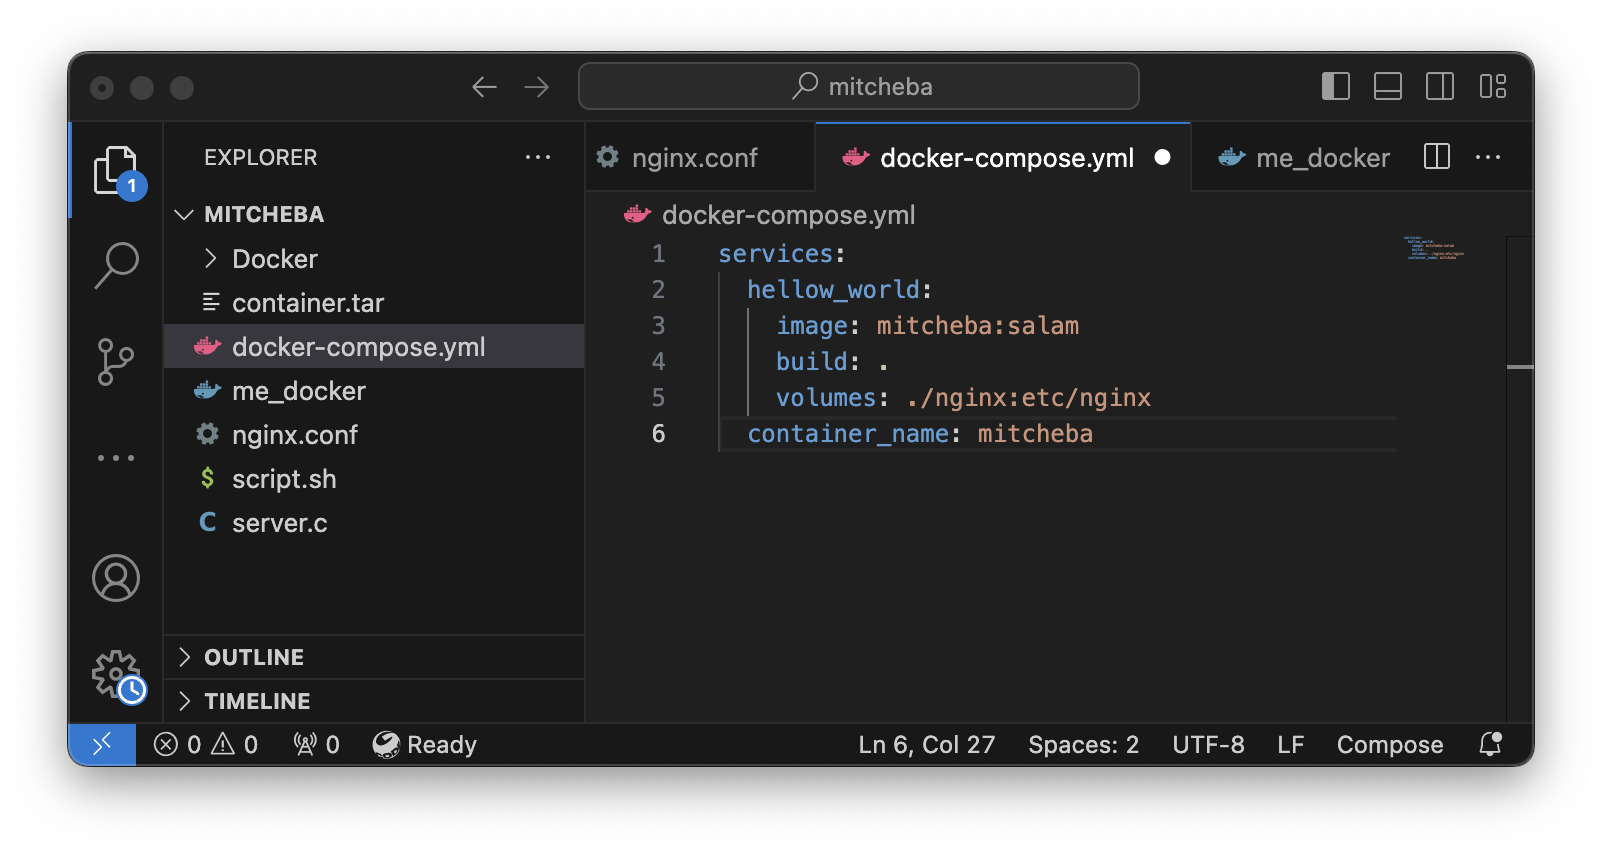 mitcheba
EXPLORER
nginx.conf
docker-compose.yml
me_docker
1
MITCHEBA
Docker
container.tar
docker-compose.yml
me_docker
nginx.conf
$ script.sh
C server.c
OUTLINE
TIMELINE
docker-compose.yml
1 services:
2 hellow_world:
3 image: mitcheba:salam
4 build: .
5 volumes: ./nginx:etc/nginx
6 container_name: mitcheba
0 0 0 Ready Ln 6, Col 27 Spaces: 2 UTF-8 LF Compose